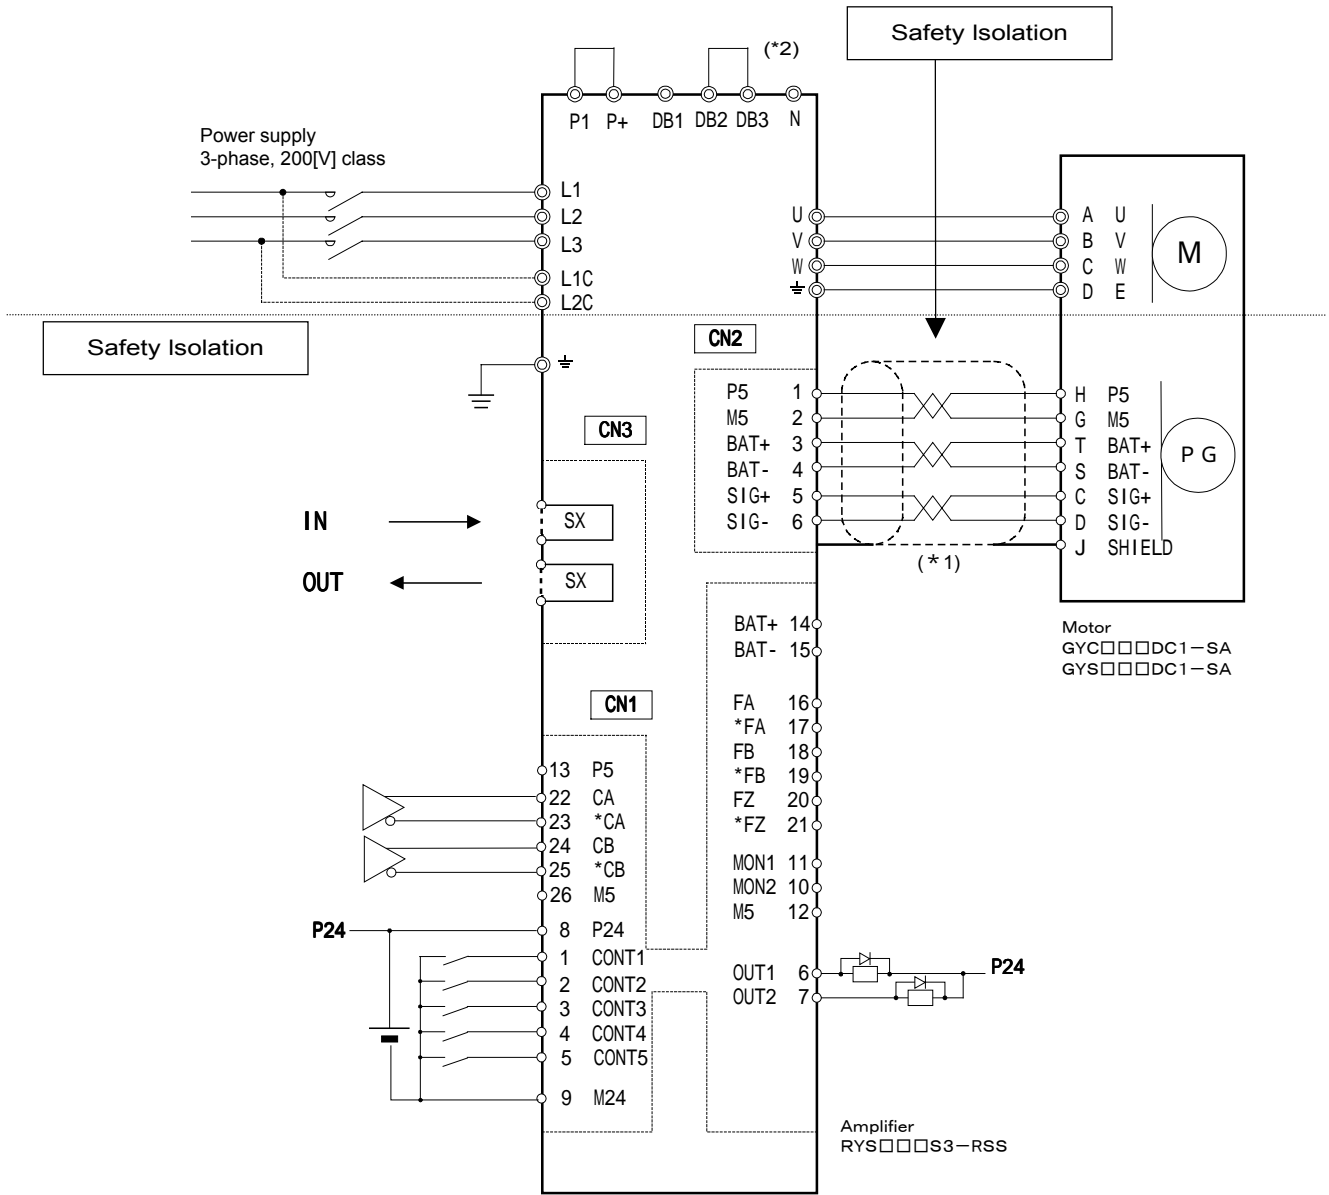 Safety Isolation
(*2)
P1 P+ DB1 DB2 DB3 N
Power supply
3-phase, 200[V] class
L1
L2
L3
L1C
L2C
U
V
W
A U
B V
C W
D E
M
Safety Isolation
CN2
P5 1
M5 2
BAT+ 3
BAT- 4
SIG+ 5
SIG- 6
H P5
G M5
T BAT+
S BAT-
C SIG+
D SIG-
J SHIELD
PG
(*1)
CN3
IN
SX
OUT
SX
Motor
GYC□□□DC1-SA
GYS□□□DC1-SA
BAT+ 14
BAT- 15
FA 16
*FA 17
FB 18
*FB 19
FZ 20
*FZ 21
MON1 11
MON2 10
M5 12
OUT1 6
OUT2 7
P24
CN1
13 P5
22 CA
23 *CA
24 CB
25 *CB
26 M5
P24
8 P24
1 CONT1
2 CONT2
3 CONT3
4 CONT4
5 CONT5
9 M24
Amplifier
RYS□□□S3-RSS